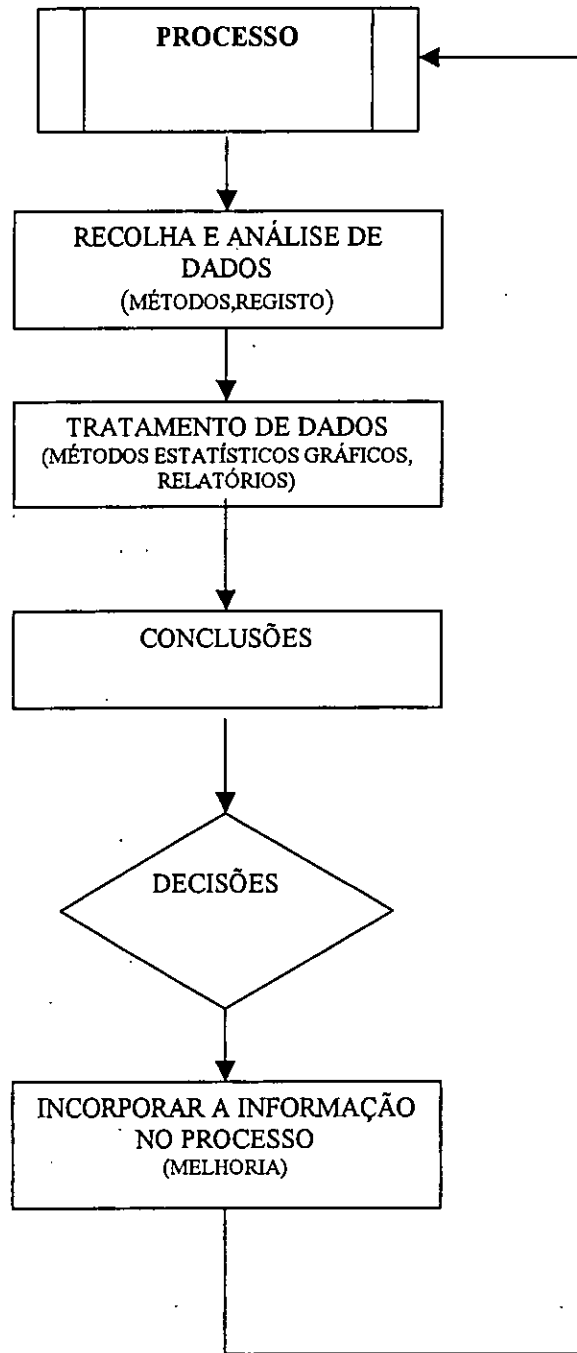 PROCESSO
RECOLHA E ANÁLISE DE
DADOS
(MÉTODOS,REGISTO)
TRATAMENTO DE DADOS
(MÉTODOS ESTATÍSTICOS GRÁFICOS,
RELATÓRIOS)
CONCLUSÕES
DECISÕES
INCORPORAR A INFORMAÇÃO
NO PROCESSO
(MELHORIA)